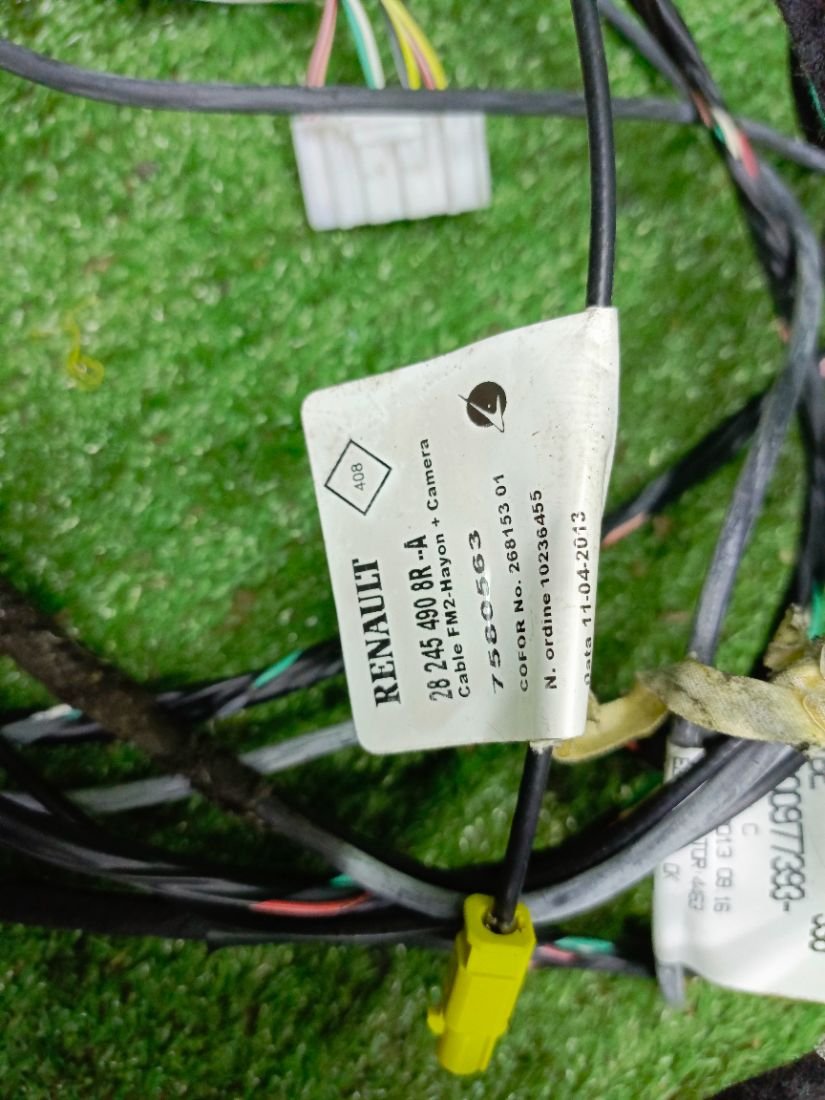 408
RENAULT
28 245 490 8R --A
Cable FM2-Hayon + Camera
7580563
COFOR No. 268153 01
N. ordine 10236455
Data 11-04-2013
C